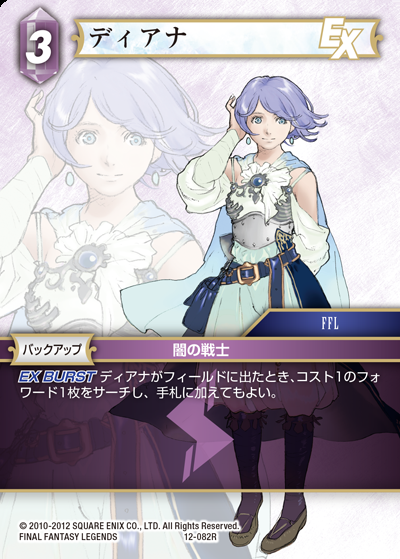 3
ディアナ
EX
FFL
バックアップ
闇の戦士
EX BURST ディアナがフィールドに出たとき、コスト1のフォ
ワード1枚をサーチし、手札に加えてもよい。
© 2010-2012 SQUARE ENIX CO., LTD. All Rights Reserved.
FINAL FANTASY LEGENDS
12-082R